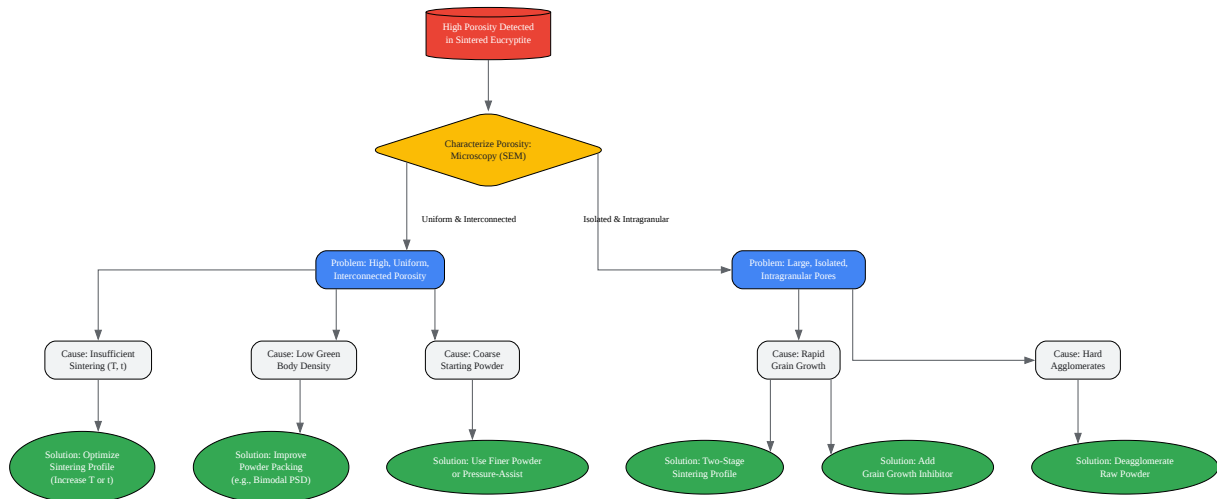 High Porosity Detected
in Sintered Eucryptite
Characterize Porosity:
Microscopy (SEM)
Uniform & Interconnected
Isolated & Intragranular
Problem: High, Uniform,
Interconnected Porosity
Problem: Large, Isolated,
Intragranular Pores
Cause: Insufficient
Sintering (T, t)
Cause: Low Green
Body Density
Cause: Coarse
Starting Powder
Cause: Rapid
Grain Growth
Cause: Hard
Agglomerates
Solution: Optimize
Sintering Profile
(Increase T or t)
Solution: Improve
Powder Packing
(e.g., Bimodal PSD)
Solution: Use Finer Powder
or Pressure-Assist
Solution: Two-Stage
Sintering Profile
Solution: Add
Grain Growth Inhibitor
Solution: Deagglomerate
Raw Powder